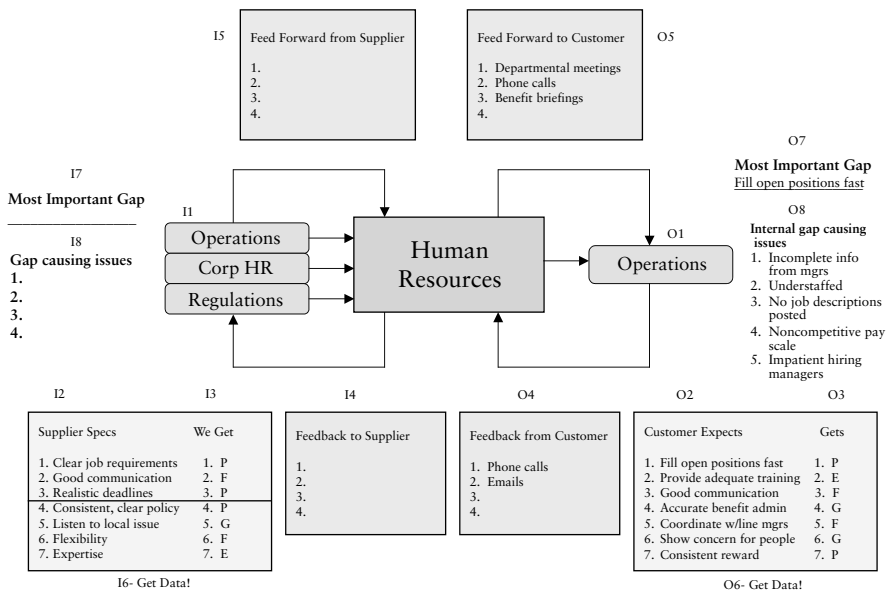 I5
Feed Forward from Supplier
1.
2.
3.
4.
Feed Forward to Customer
1. Departmental meetings
2. Phone calls
3. Benefit briefings
4.
O5
I7
Most Important Gap
I8
Gap causing issues
1.
2.
3.
4.
I1
Operations
Corp HR
Regulations
Human
Resources
O1
Operations
O7
Most Important Gap
Fill open positions fast
O8
Internal gap causing
issues
1. Incomplete info
from mgrs
2. Understaffed
3. No job descriptions
posted
4. Noncompetitive pay
scale
5. Impatient hiring
managers
I2 I3
Supplier Specs We Get
1. Clear job requirements 1. P
2. Good communication 2. F
3. Realistic deadlines 3. P
4. Consistent, clear policy 4. P
5. Listen to local issue 5. G
6. Flexibility 6. F
7. Expertise 7. E
I6- Get Data!
I4
Feedback to Supplier
1.
2.
3.
4.
O4
Feedback from Customer
1. Phone calls
2. Emails
3.
4.
O2 O3
Customer Expects Gets
1. Fill open positions fast 1. P
2. Provide adequate training 2. E
3. Good communication 3. F
4. Accurate benefit admin 4. G
5. Coordinate w/line mgrs 5. F
6. Show concern for people 6. G
7. Consistent reward 7. P
O6- Get Data!